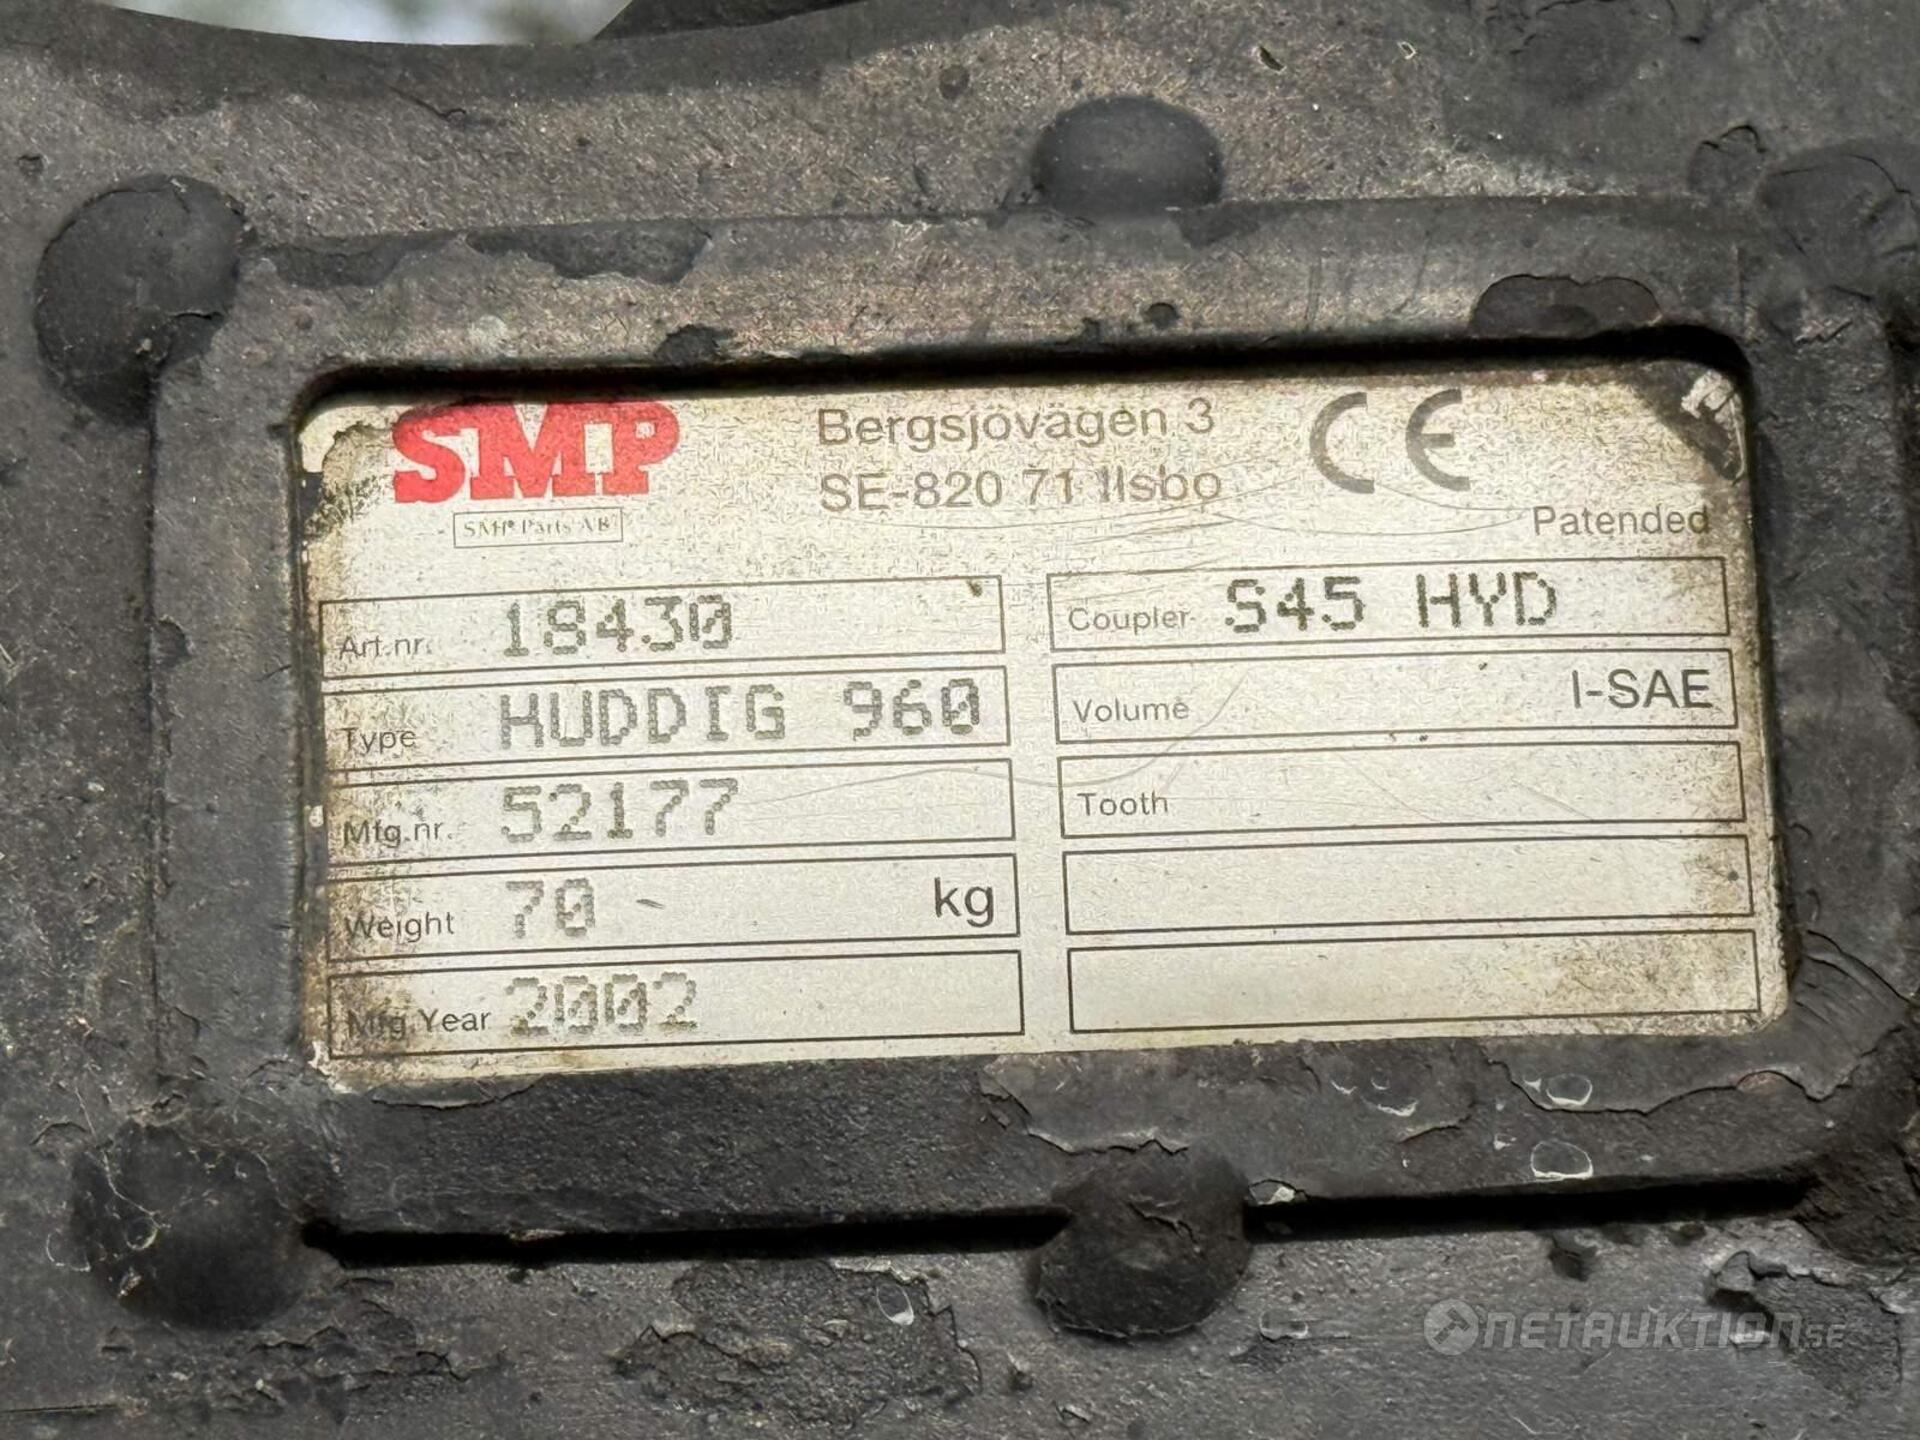 SMP
SMP Parts AB
Bergsjövägen 3
SE-820 71 Ilsbo
CE
Patended
Art.nr. 18430
Type HUDDIG 960
Mfg.nr. 52177
Weight 70 kg
Mfg.Year 2002
Coupler S45 HYD
Volume I-SAE
Tooth
NETAUKTION.SE